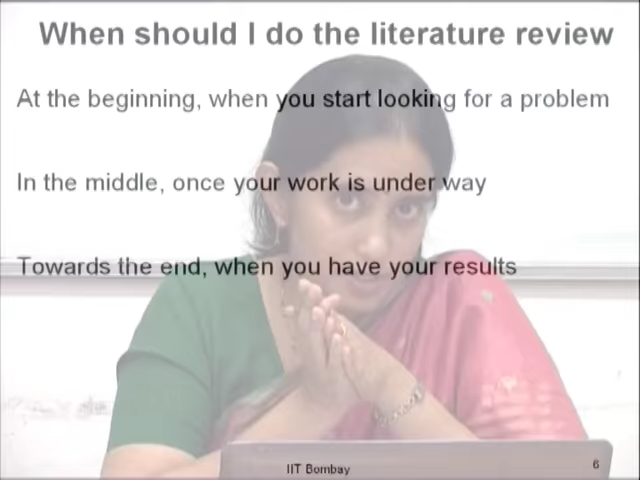 When should I do the literature review
At the beginning, when you start looking for a problem
In the middle, once your work is under way
Towards the end, when you have your results
IIT Bombay
6